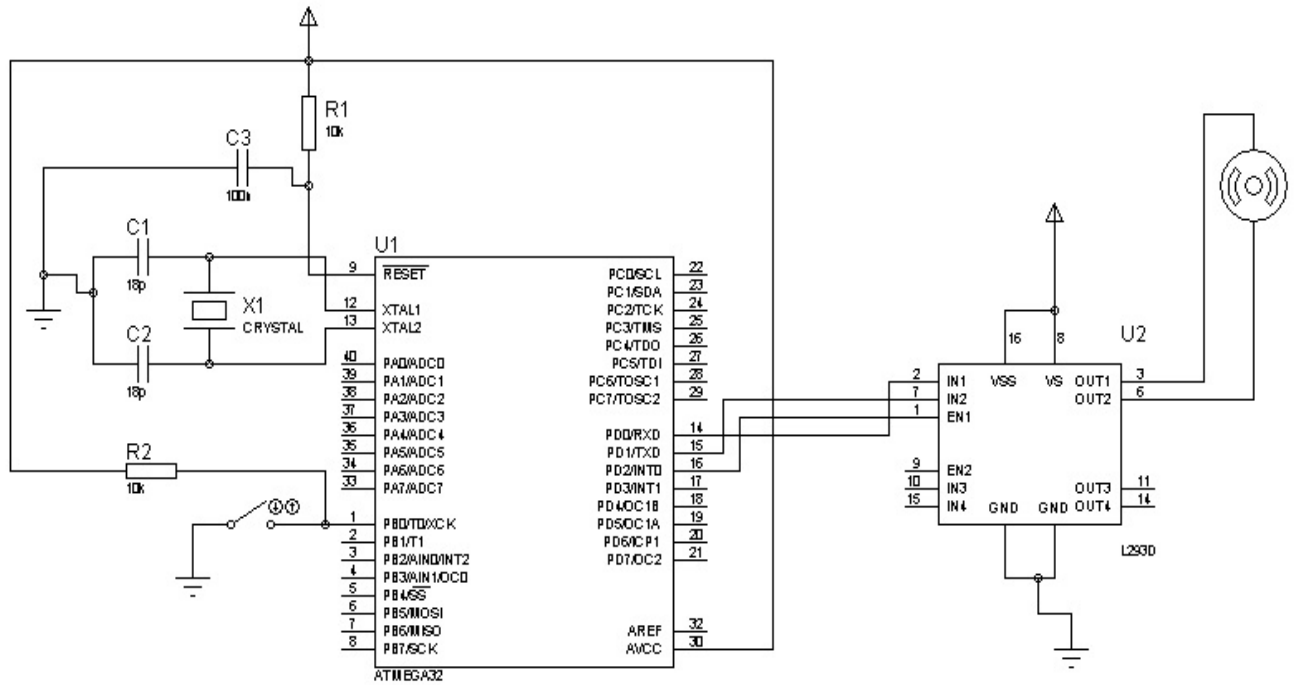 R1
10k
C3
100n
C1
18p
X1
CRYSTAL
C2
18p
R2
10k
U1
9 RESET
12 XTAL1
13 XTAL2
40 PA0/ADC0
39 PA1/ADC1
38 PA2/ADC2
37 PA3/ADC3
36 PA4/ADC4
35 PA5/ADC5
34 PA6/ADC6
33 PA7/ADC7
1 PB0/T0/XCK
2 PB1/T1
3 PB2/AIN0/INT2
4 PB3/AIN1/OC0
5 PB4/SS
6 PB5/MOSI
7 PB6/MISO
8 PB7/SCK
PC0/SCL 22
PC1/SDA 23
PC2/TCK 24
PC3/TMS 25
PC4/TDO 26
PC5/TDI 27
PC6/TOSC1 28
PC7/TOSC2 29
PD0/RXD 14
PD1/TXD 15
PD2/INT0 16
PD3/INT1 17
PD4/OC1B 18
PD5/OC1A 19
PD6/ICP1 20
PD7/OC2 21
AREF 32
AVCC 30
ATMEGA32
U2
16 8
VSS VS
2 IN1
7 IN2
1 EN1
9 EN2
10 IN3
15 IN4
OUT1 3
OUT2 6
OUT3 11
OUT4 14
GND GND
L293D